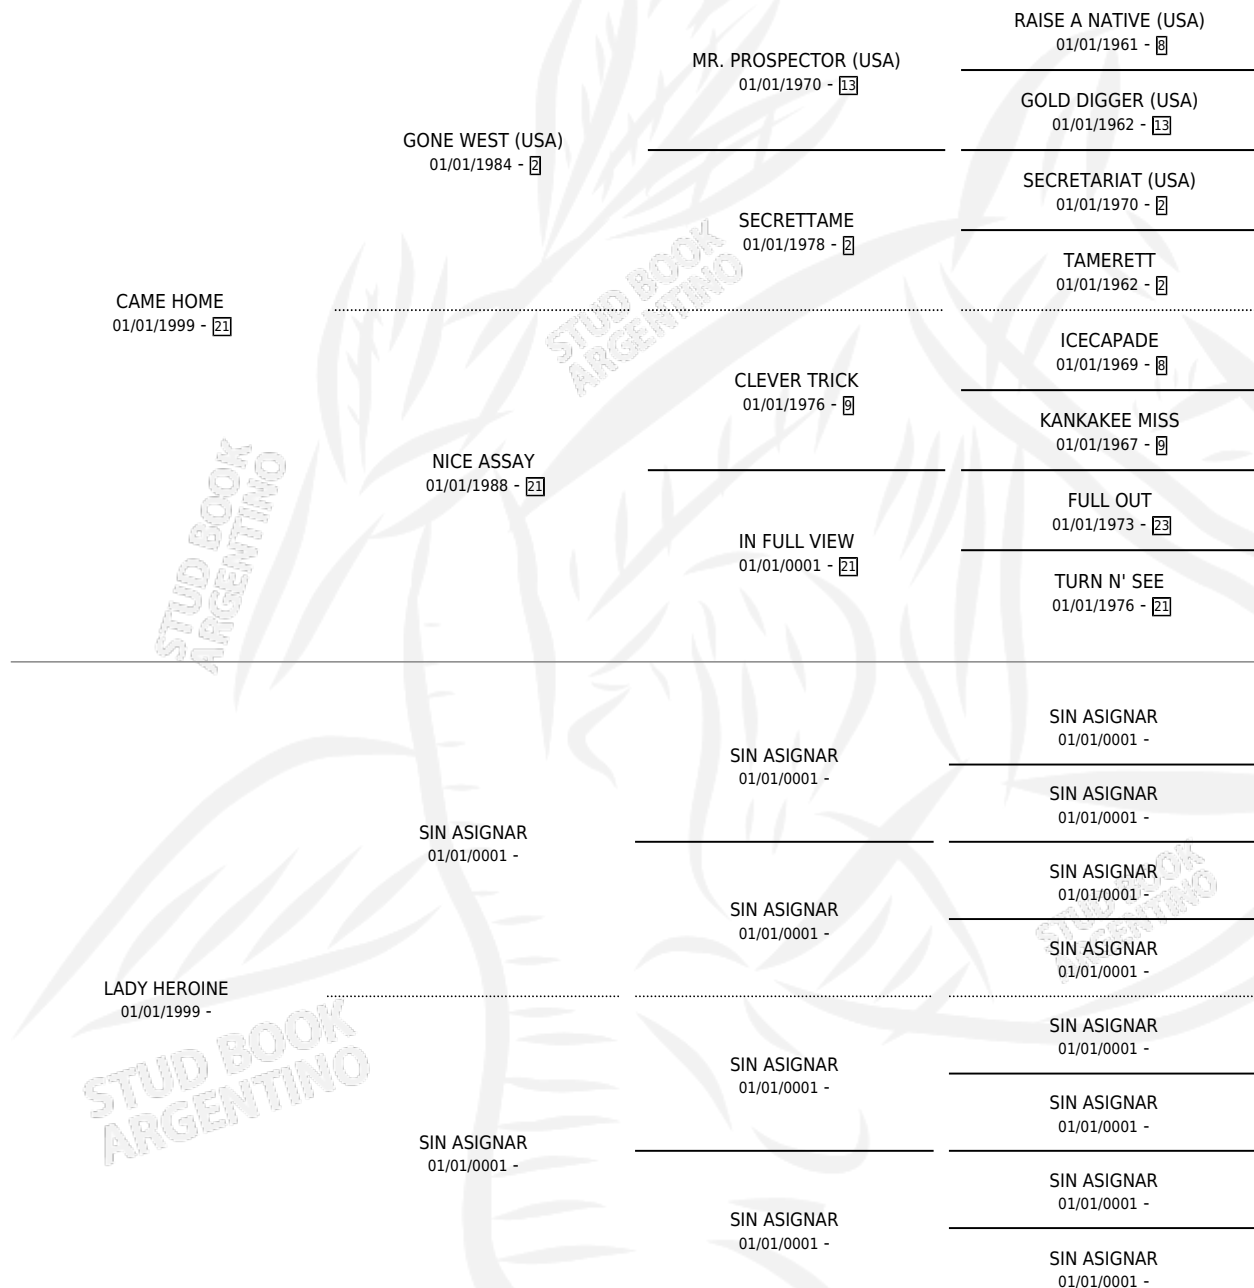 RAISE A NATIVE (USA)
01/01/1961 - 8
MR. PROSPECTOR (USA)
01/01/1970 - 13
GOLD DIGGER (USA)
01/01/1962 - 13
GONE WEST (USA)
01/01/1984 - 2
SECRETARIAT (USA)
01/01/1970 - 2
SECRETTAME
01/01/1978 - 2
TAMERETT
01/01/1962 - 2
CAME HOME
01/01/1999 - 21
ICECAPADE
01/01/1969 - 8
CLEVER TRICK
01/01/1976 - 9
KANKAKEE MISS
01/01/1967 - 9
NICE ASSAY
01/01/1988 - 21
FULL OUT
01/01/1973 - 23
IN FULL VIEW
01/01/0001 - 21
TURN N' SEE
01/01/1976 - 21
STUD BOOK
ARGENTINO
STUD BOOK
ARGENTINO
SIN ASIGNAR
01/01/0001 -
SIN ASIGNAR
01/01/0001 -
SIN ASIGNAR
01/01/0001 -
SIN ASIGNAR
01/01/0001 -
SIN ASIGNAR
01/01/0001 -
SIN ASIGNAR
01/01/0001 -
SIN ASIGNAR
01/01/0001 -
STUD BOOK
ARGENTINO
LADY HEROINE
01/01/1999 -
SIN ASIGNAR
01/01/0001 -
SIN ASIGNAR
01/01/0001 -
SIN ASIGNAR
01/01/0001 -
SIN ASIGNAR
01/01/0001 -
SIN ASIGNAR
01/01/0001 -
SIN ASIGNAR
01/01/0001 -
SIN ASIGNAR
01/01/0001 -
STUD BOOK
ARGENTINO